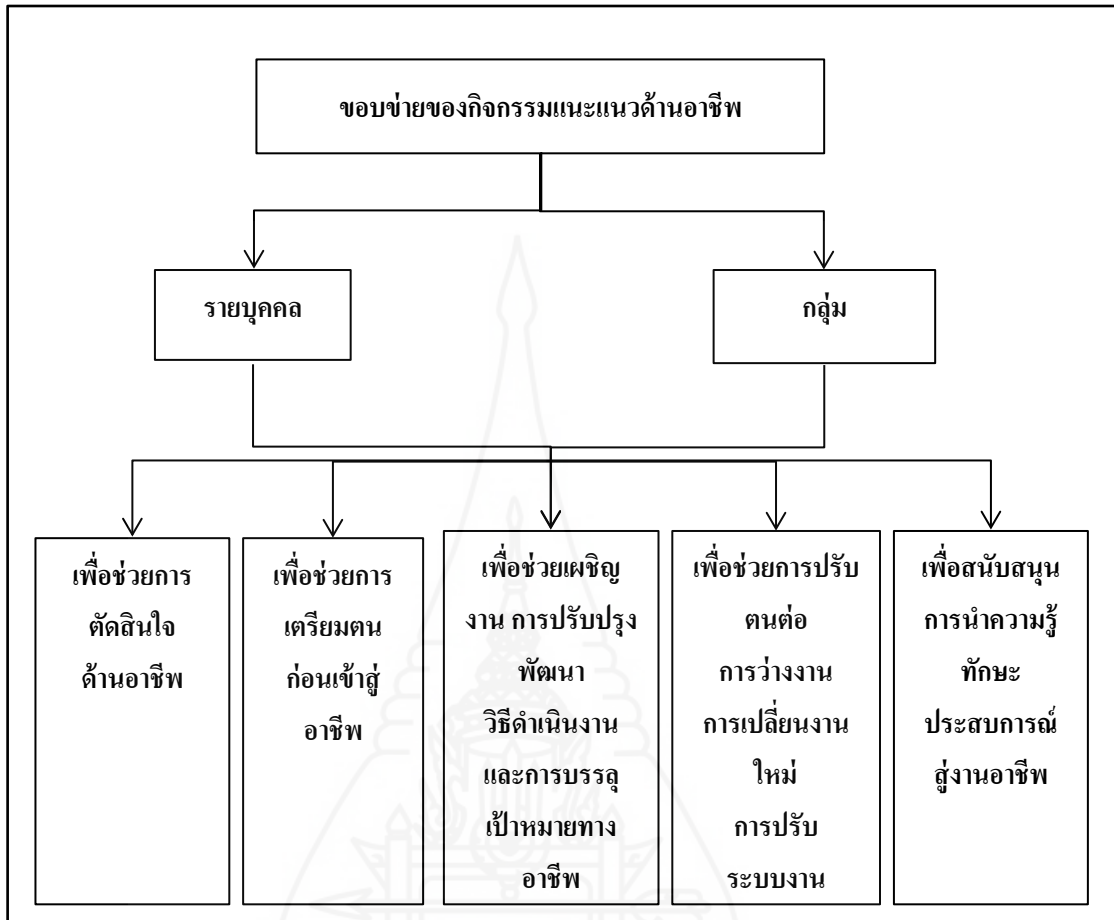 ขอบข่ายของกิจกรรมแนะแนวด้านอาชีพ
รายบุคคล
กลุ่ม
เพื่อช่วยการ
ตัดสินใจ
ด้านอาชีพ
เพื่อช่วยการ
เตรียมตน
ก่อนเข้าสู่
อาชีพ
เพื่อช่วยเผชิญ
งาน การปรับปรุง
พัฒนา
วิธีดำเนินงาน
และการบรรลุ
เป้าหมายทาง
อาชีพ
เพื่อช่วยการปรับ
ตนต่อ
การว่างงาน
การเปลี่ยนงาน
ใหม่
การปรับ
ระบบงาน
เพื่อสนับสนุน
การนำความรู้
ทักษะ
ประสบการณ์
สู่งานอาชีพ